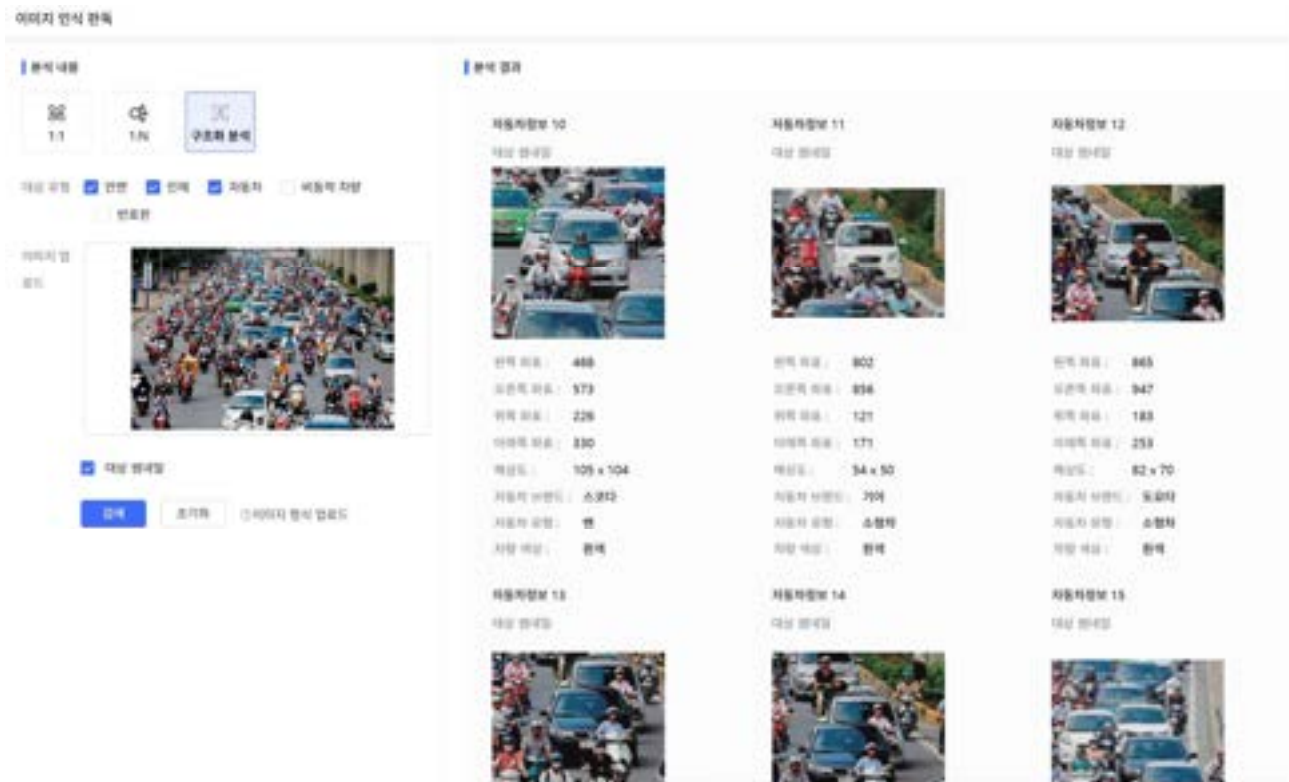 이미지 인식 판독
분석 내용
1:1
1:N
구조화 분석
대상 유형
안면
인체
자동차
비동력 차량
번호판
이미지 업
로드
대상 썸네일
검색
초기화
이미지 형식 업로드
분석 결과
자동차정보 10
대상 썸네일
왼쪽 좌표 : 468
오른쪽 좌표 : 573
위쪽 좌표 : 226
아래쪽 좌표 : 330
해상도 : 105 x 104
자동차 브랜드 : 스코다
자동차 유형 : 밴
차량 색상 : 흰색
자동차정보 11
대상 썸네일
왼쪽 좌표 : 802
오른쪽 좌표 : 856
위쪽 좌표 : 121
아래쪽 좌표 : 171
해상도 : 54 x 50
자동차 브랜드 : 기아
자동차 유형 : 소형차
차량 색상 : 흰색
자동차정보 12
대상 썸네일
왼쪽 좌표 : 865
오른쪽 좌표 : 947
위쪽 좌표 : 183
아래쪽 좌표 : 253
해상도 : 82 x 70
자동차 브랜드 : 도요타
자동차 유형 : 소형차
차량 색상 : 흰색
자동차정보 13
대상 썸네일
자동차정보 14
대상 썸네일
자동차정보 15
대상 썸네일